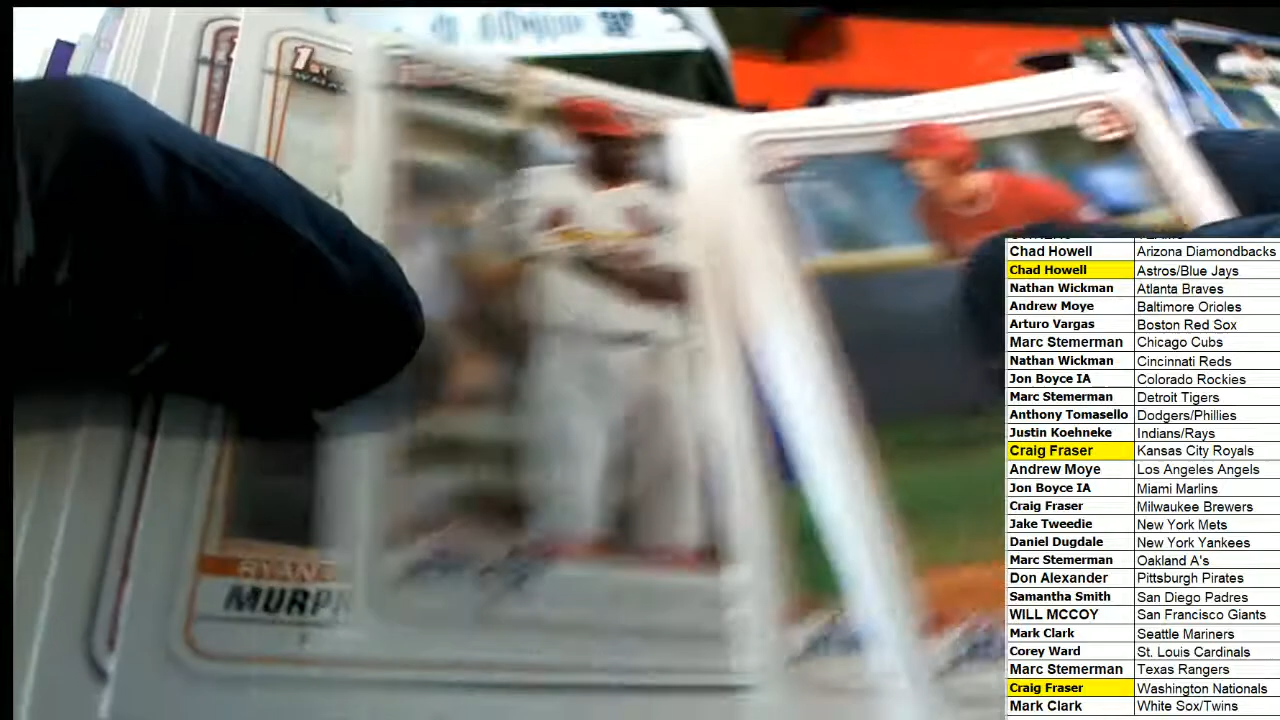 1st
Chad Howell Arizona Diamondbacks
Chad Howell Astros/Blue Jays
Nathan Wickman Atlanta Braves
Andrew Moye Baltimore Orioles
Arturo Vargas Boston Red Sox
Marc Stemerman Chicago Cubs
Nathan Wickman Cincinnati Reds
Jon Boyce IA Colorado Rockies
Marc Stemerman Detroit Tigers
Anthony Tomasello Dodgers/Phillies
Justin Koehneke Indians/Rays
Craig Fraser Kansas City Royals
Andrew Moye Los Angeles Angels
Jon Boyce IA Miami Marlins
Craig Fraser Milwaukee Brewers
Jake Tweedie New York Mets
Daniel Dugdale New York Yankees
Marc Stemerman Oakland A's
Don Alexander Pittsburgh Pirates
Samantha Smith San Diego Padres
WILL MCCOY San Francisco Giants
Mark Clark Seattle Mariners
Corey Ward St. Louis Cardinals
Marc Stemerman Texas Rangers
Craig Fraser Washington Nationals
Mark Clark White Sox/Twins